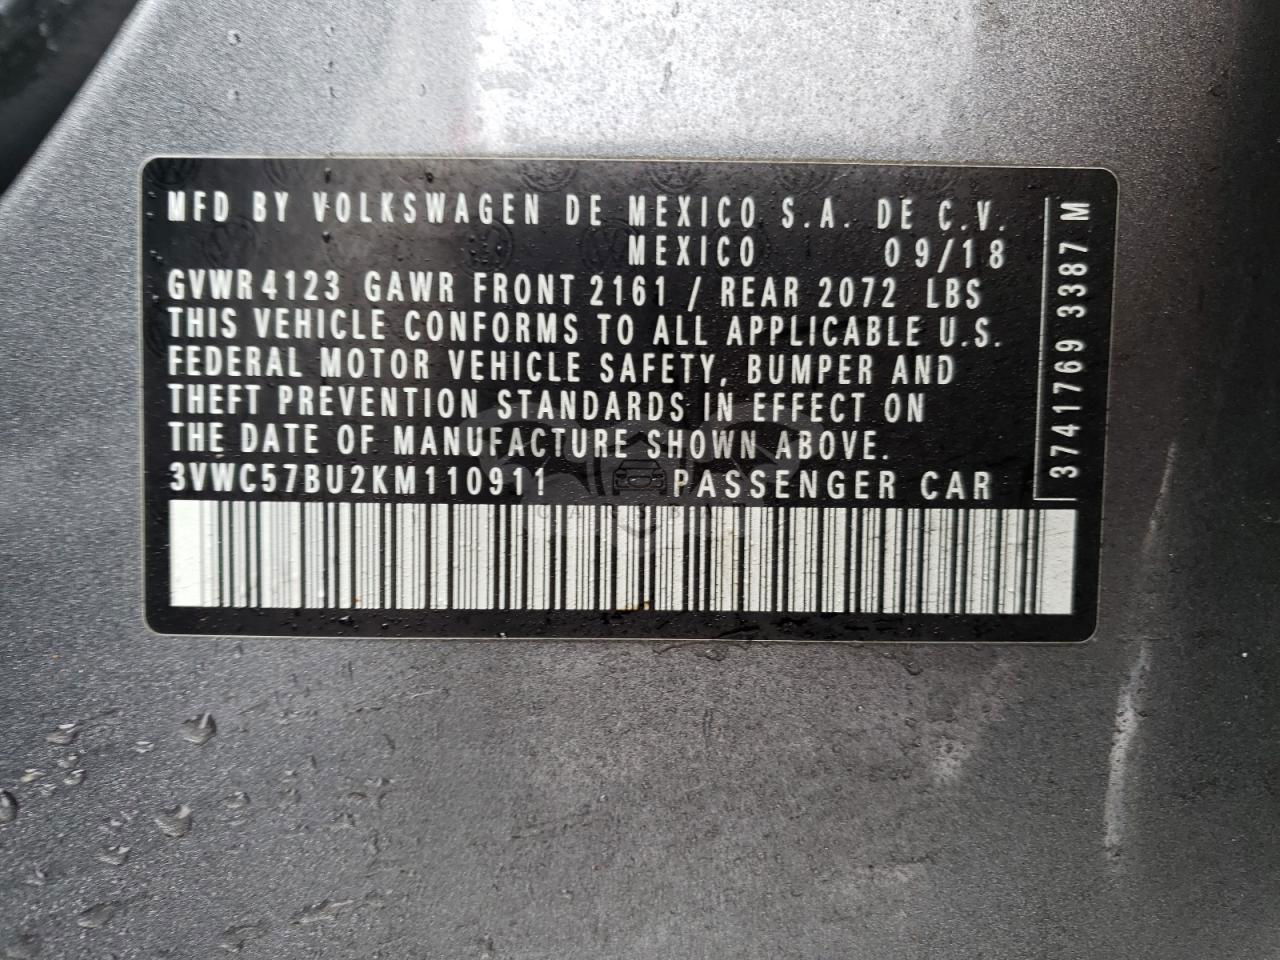 MFD BY VOLKSWAGEN DE MEXICO S.A. DE C.V.
MEXICO 09/18
GVWR 4123 GAWR FRONT 2161 / REAR 2072 LBS
THIS VEHICLE CONFORMS TO ALL APPLICABLE U.S.
FEDERAL MOTOR VEHICLE SAFETY, BUMPER AND
THEFT PREVENTION STANDARDS IN EFFECT ON
THE DATE OF MANUFACTURE SHOWN ABOVE.
3VWC57BU2KM110911 PASSENGER CAR
3741769 3387 M